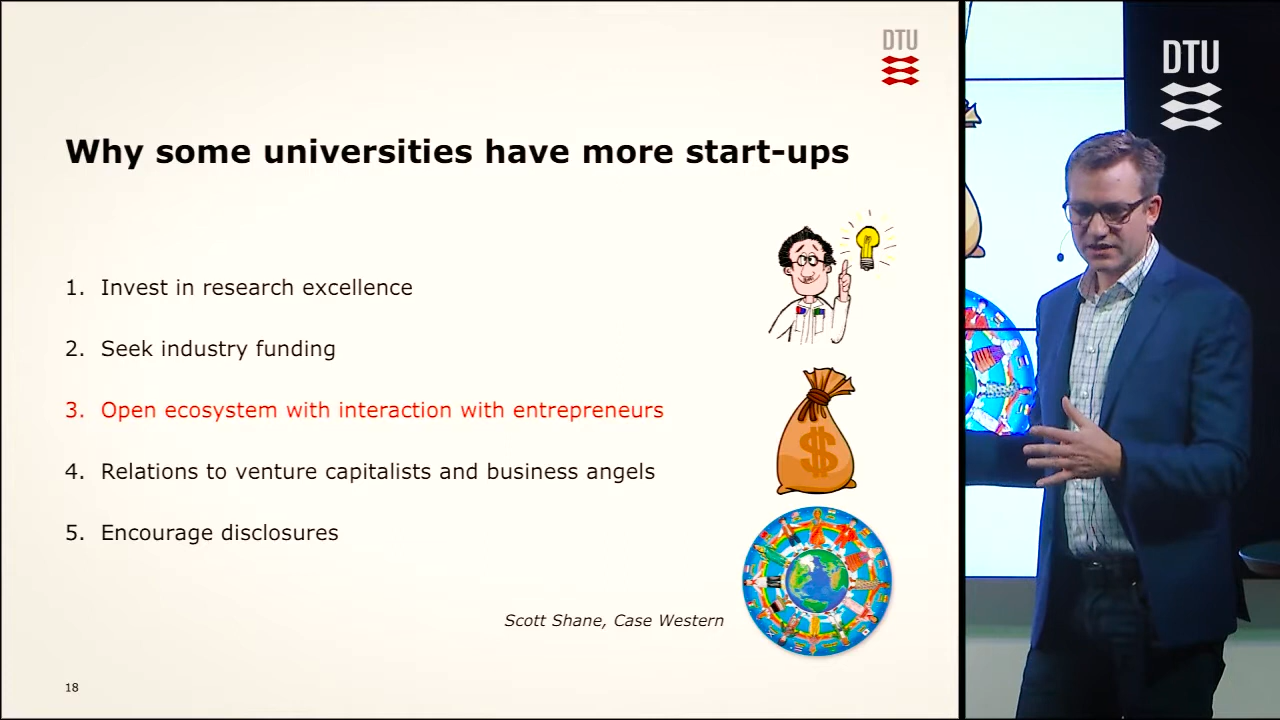 DTU
DTU
Why some universities have more start-ups
1. Invest in research excellence
2. Seek industry funding
3. Open ecosystem with interaction with entrepreneurs
$
4. Relations to venture capitalists and business angels
5. Encourage disclosures
Scott Shane, Case Western
18